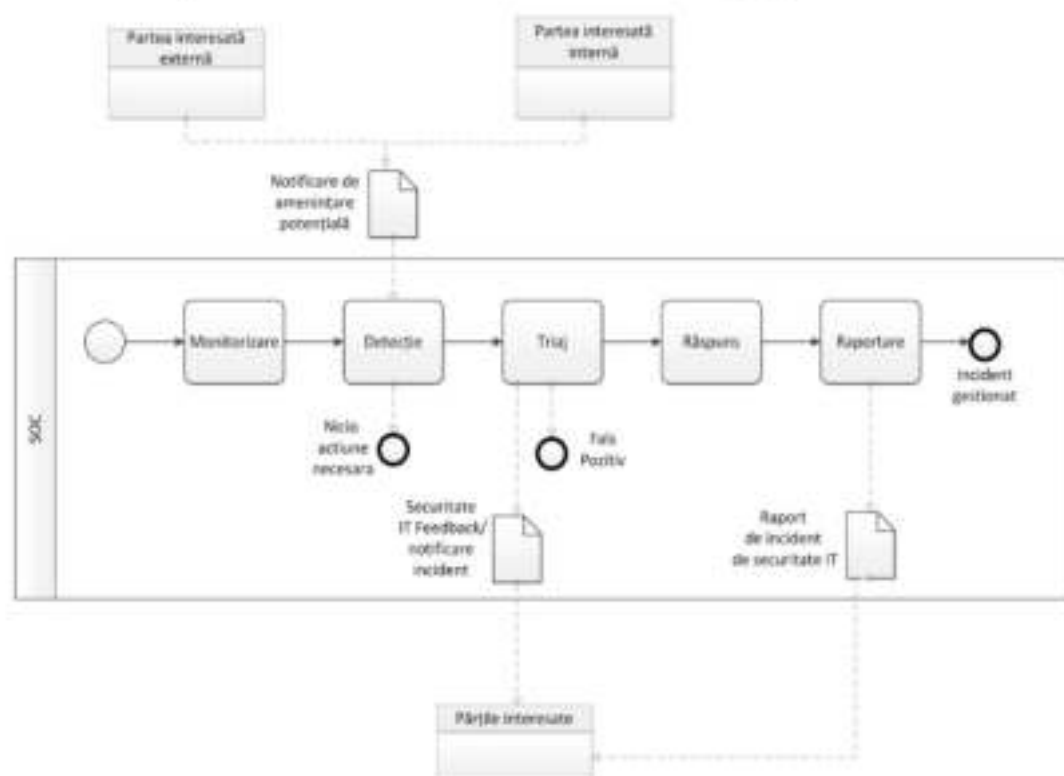 Partea interesată
externă
Partea interesată
internă
Notificare de
amenințare
potențială
SOC
Monitorizare
Detecție
Triaj
Răspuns
Raportare
Incident
gestionat
Nicio
actiune
necesara
Fals
Pozitiv
Securitate
IT Feedback/
notificare
incident
Raport
de incident
de securitate IT
Părțile interesate